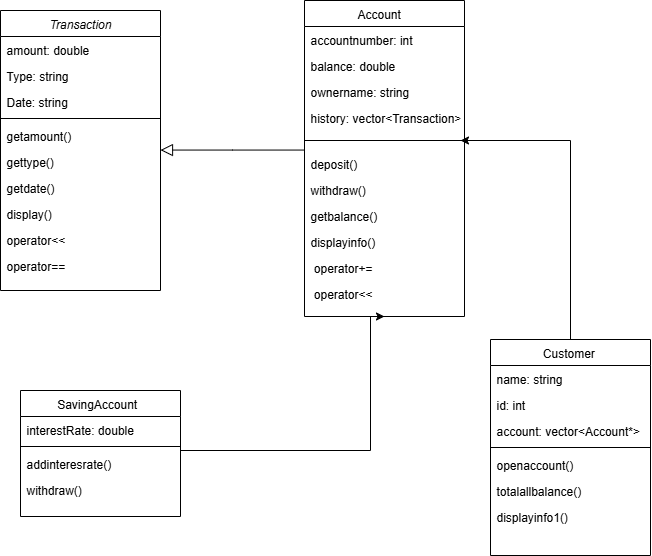 Transaction
amount: double
Type: string
Date: string
getamount()
gettype()
getdate()
display()
operator<<
operator==
Account
accountnumber: int
balance: double
ownername: string
history: vector<Transaction>
deposit()
withdraw()
getbalance()
displayinfo()
operator+=
operator<<
SavingAccount
interestRate: double
addinteresrate()
withdraw()
Customer
name: string
id: int
account: vector<Account*>
openaccount()
totalallbalance()
displayinfo1()